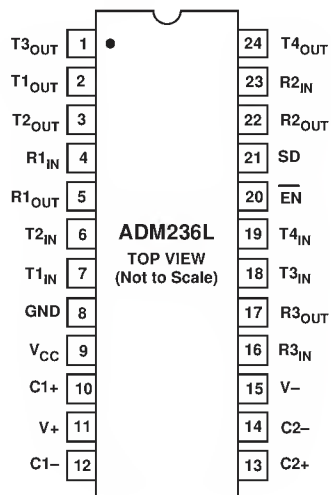 T3OUT 1 24 T4OUT
T1OUT 2 23 R2IN
T2OUT 3 22 R2OUT
R1IN 4 21 SD
R1OUT 5 20 E̅N̅
T2IN 6 19 T4IN
T1IN 7 18 T3IN
GND 8 17 R3OUT
VCC 9 16 R3IN
C1+ 10 15 V–
V+ 11 14 C2–
C1– 12 13 C2+
ADM236L
TOP VIEW
(Not to Scale)